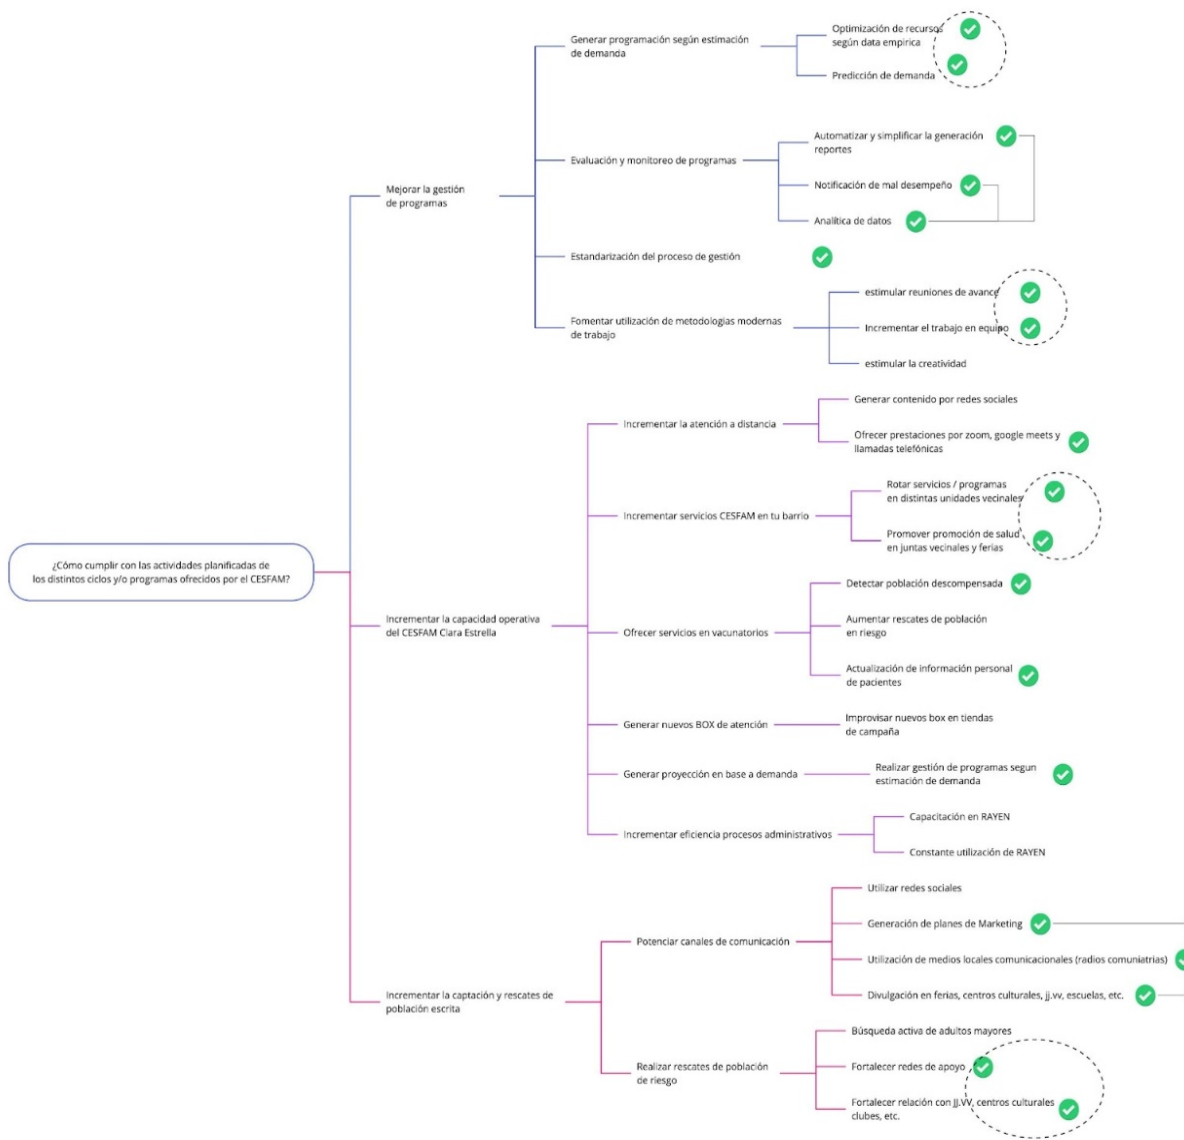 ¿Cómo cumplir con las actividades planificadas de
los distintos ciclos y/o programas ofrecidos por el CESFAM?
Mejorar la gestión
de programas
Generar programación según estimación
de demanda
Optimización de recursos
según data empirica
Predicción de demanda
Evaluación y monitoreo de programas
Automatizar y simplificar la generación
reportes
Notificación de mal desempeño
Analítica de datos
Estandarización del proceso de gestión
Fomentar utilización de metodologias modernas
de trabajo
estimular reuniones de avance
Incrementar el trabajo en equipo
estimular la creatividad
Incrementar la capacidad operativa
del CESFAM Clara Estrella
Incrementar la atención a distancia
Generar contenido por redes sociales
Ofrecer prestaciones por zoom, google meets y
llamadas telefónicas
Incrementar servicios CESFAM en tu barrio
Rotar servicios / programas
en distintas unidades vecinales
Promover promoción de salud
en juntas vecinales y ferias
Ofrecer servicios en vacunatorios
Detectar población descompensada
Aumentar rescates de población
en riesgo
Actualización de información personal
de pacientes
Generar nuevos BOX de atención
Improvisar nuevos box en tiendas
de campaña
Generar proyección en base a demanda
Realizar gestión de programas segun
estimación de demanda
Incrementar eficiencia procesos administrativos
Capacitación en RAYEN
Constante utilización de RAYEN
Incrementar la captación y rescates de
población escrita
Potenciar canales de comunicación
Utilizar redes sociales
Generación de planes de Marketing
Utilización de medios locales comunicacionales (radios comuniatrias)
Divulgación en ferias, centros culturales, jj.vv, escuelas, etc.
Realizar rescates de población
de riesgo
Búsqueda activa de adultos mayores
Fortalecer redes de apoyo
Fortalecer relación con JJ.VV, centros culturales
clubes, etc.